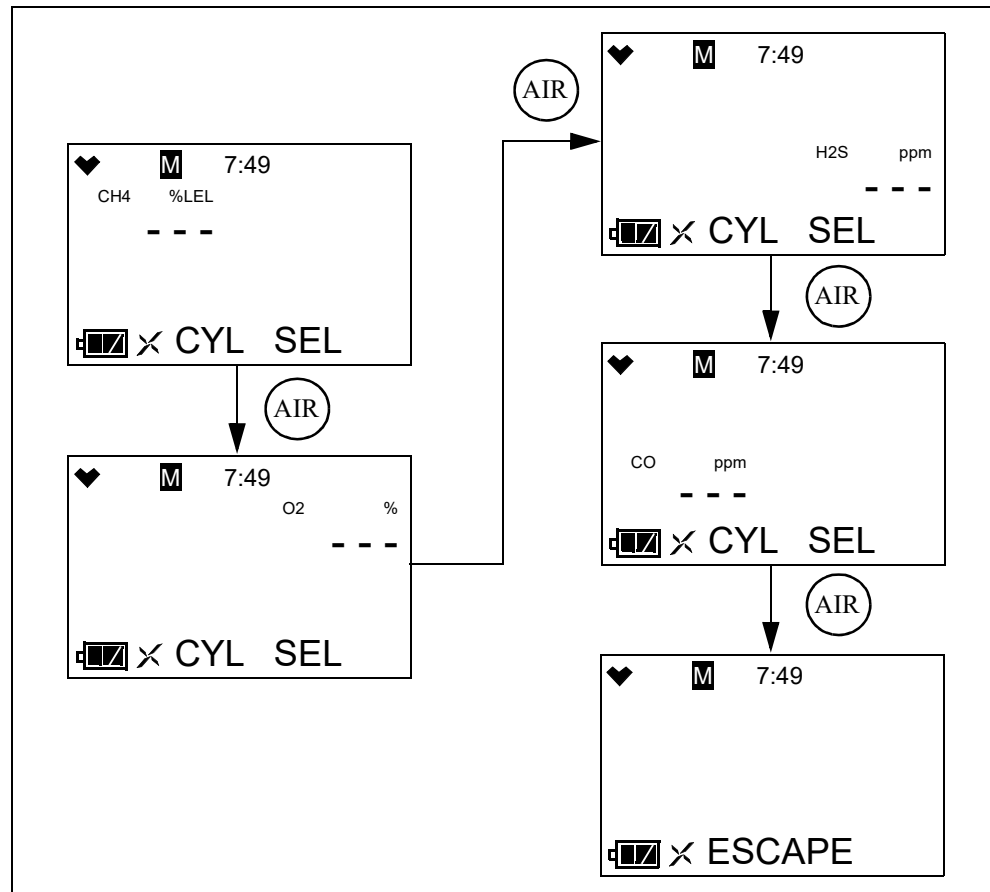 M 7:49
CH4 %LEL
- - -
CYL SEL
AIR
M 7:49
O2 %
- - -
CYL SEL
AIR
M 7:49
H2S ppm
- - -
CYL SEL
AIR
M 7:49
CO ppm
- - -
CYL SEL
AIR
M 7:49
ESCAPE